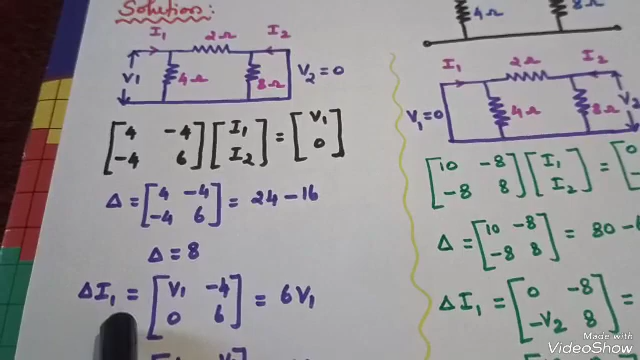 Solution:
I1 2Ω I2
V1 4Ω 8Ω V2=0
[4 -4
-4 6] [I1
I2] = [V1
0]
Δ = [4 -4
-4 6] = 24-16
Δ = 8
ΔI1 = [V1 -4
0 6] = 6V1
4Ω 8Ω
I1 2Ω I2
V1=0 4Ω 8Ω V2
[10 -8
-8 8] [I1
I2] = [0
Δ = [10 -8
-8 8] = 80-
ΔI1 = [0 -8
-V2 8] =
Made with
VideoShow